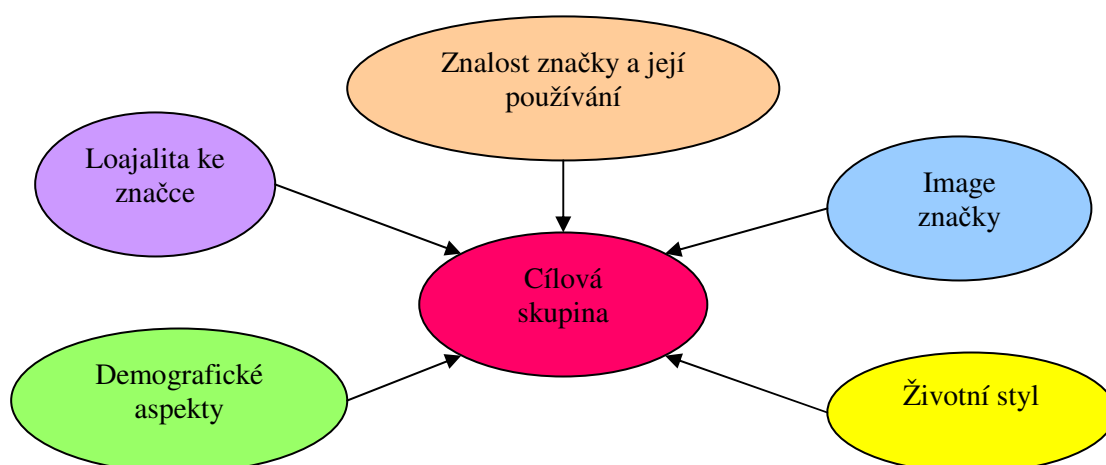 Znalost značky a její
používání
Loajalita ke
značce
Image
značky
Cílová
skupina
Demografické
aspekty
Životní styl